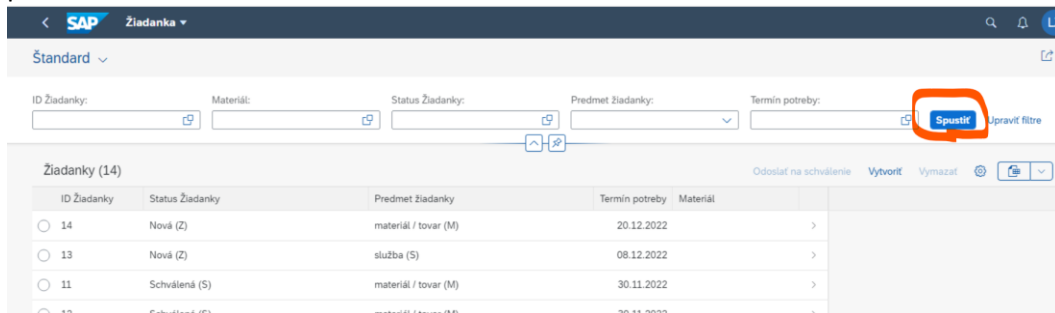 SAP Žiadanka
Štandard
ID Žiadanky: Materiál: Status Žiadanky: Predmet žiadanky: Termín potreby:
Spustiť Upraviť filtre
Žiadanky (14) Odoslať na schválenie Vytvoriť Vymazať
ID Žiadanky Status Žiadanky Predmet žiadanky Termín potreby Materiál
14 Nová (Z) materiál / tovar (M) 20.12.2022
13 Nová (Z) služba (S) 08.12.2022
11 Schválená (S) materiál / tovar (M) 30.11.2022